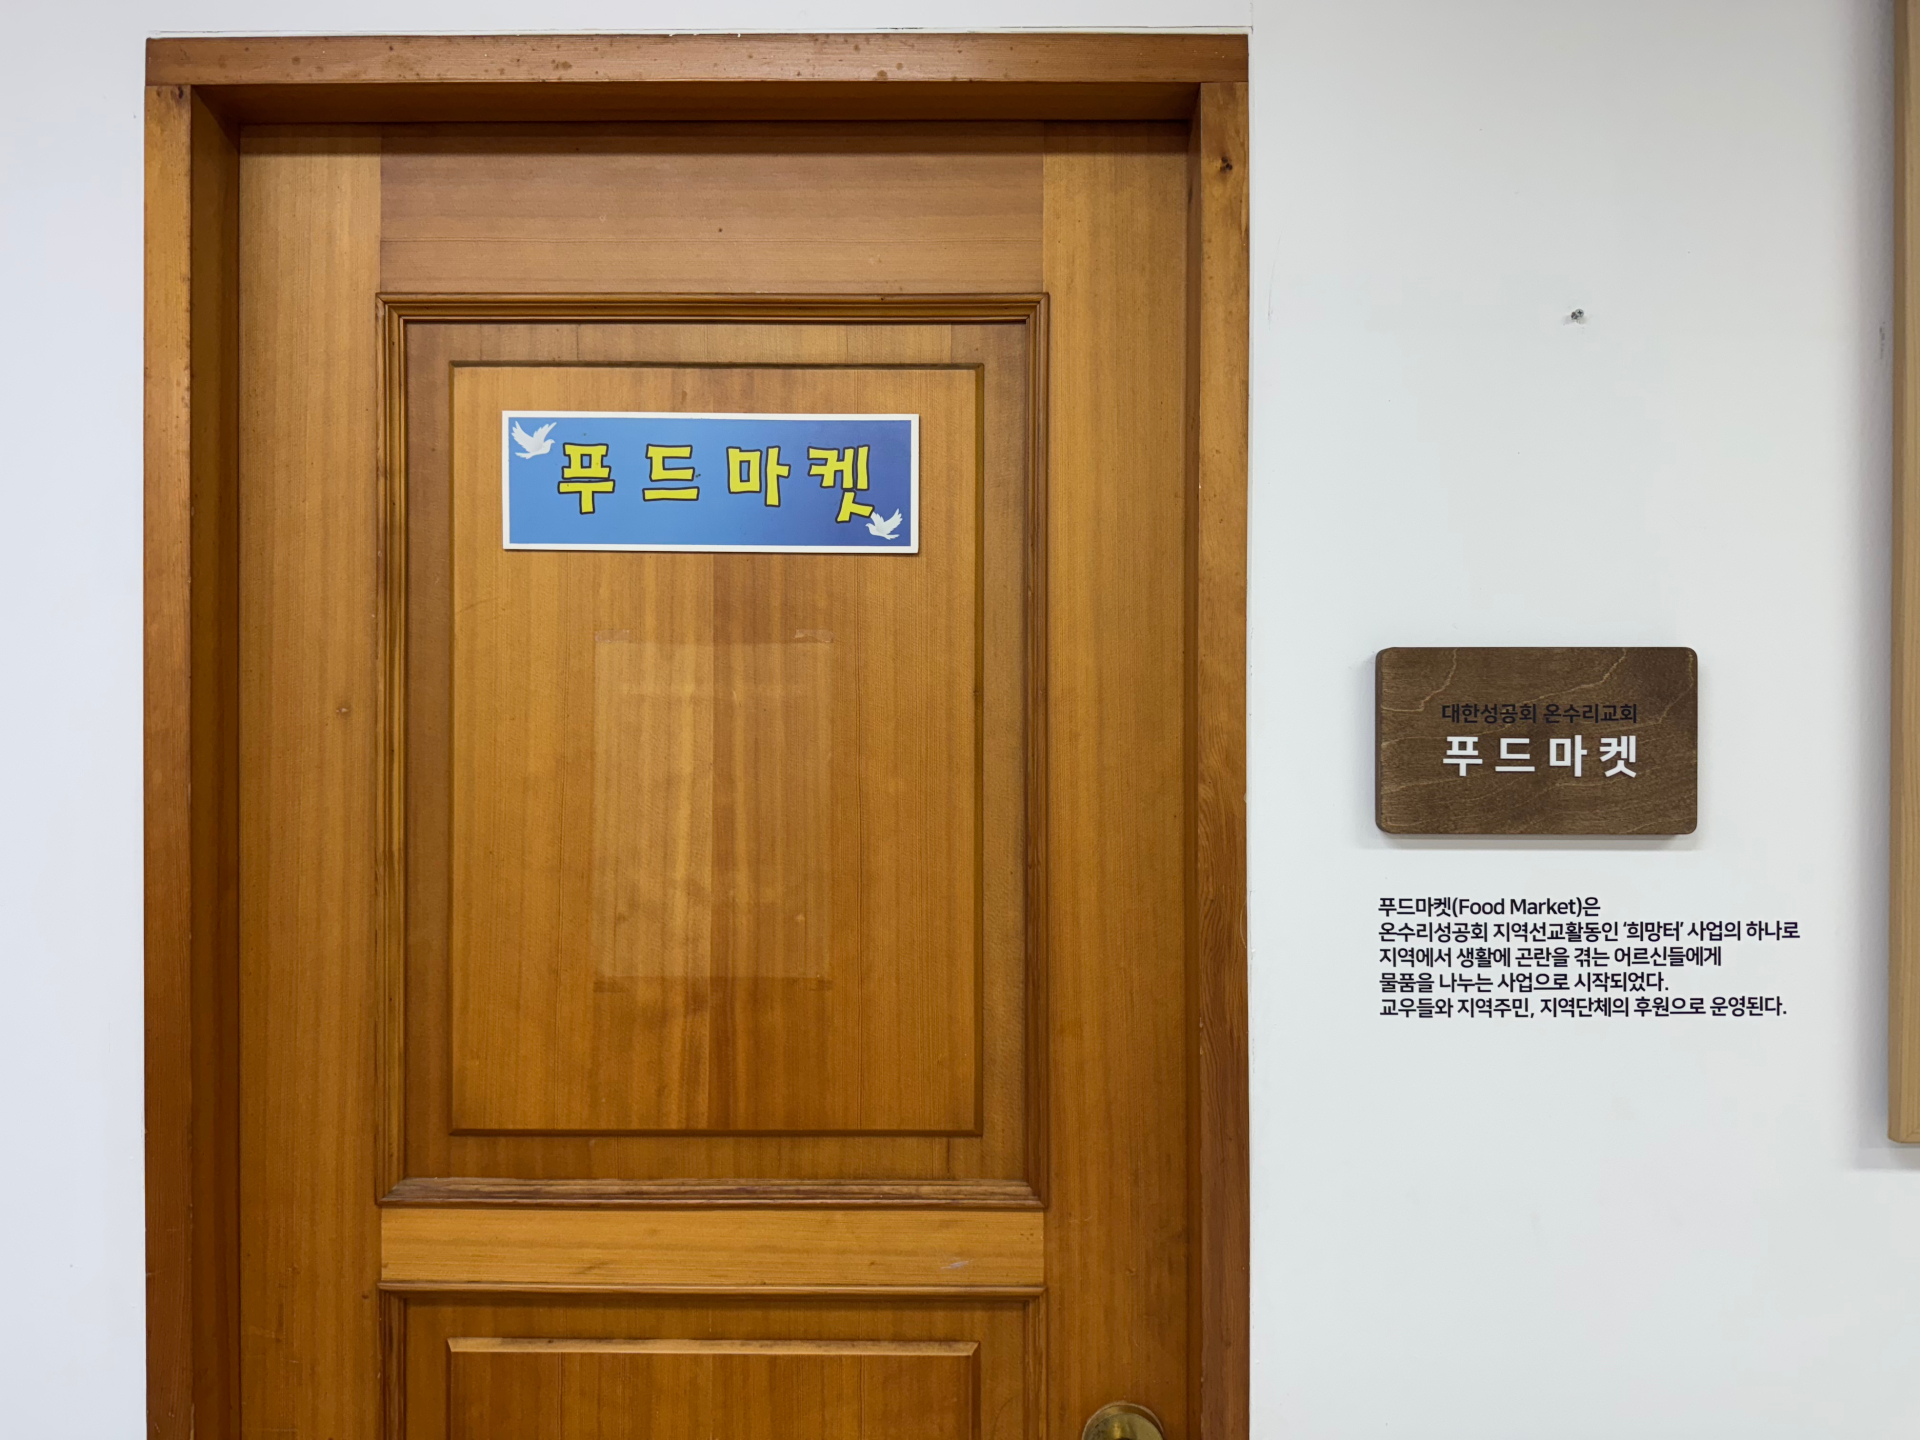 푸드마켓
대한성공회 온수리교회
푸드마켓
푸드마켓(Food Market)은
온수리성공회 지역선교활동인 '희망터' 사업의 하나로
지역에서 생활에 곤란을 겪는 어르신들에게
물품을 나누는 사업으로 시작되었다.
교우들와 지역주민, 지역단체의 후원으로 운영된다.